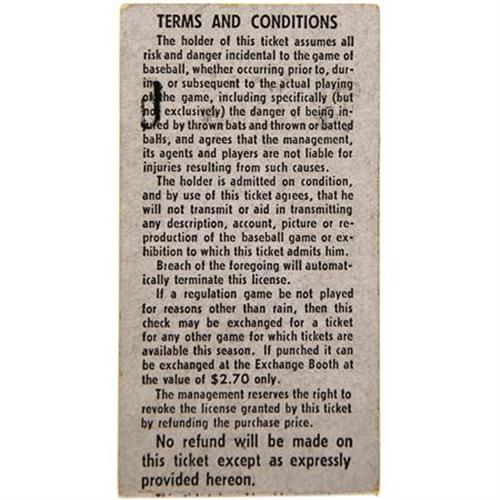 TERMS AND CONDITIONS
The holder of this ticket assumes all
risk and danger incidental to the game of
baseball, whether occurring prior to, dur-
ing or subsequent to the actual playing
of the game, including specifically (but
not exclusively) the danger of being in-
jured by thrown bats and thrown or batted
balls, and agrees that the management,
its agents and players are not liable for
injuries resulting from such causes.
The holder is admitted on condition,
and by use of this ticket agrees, that he
will not transmit or aid in transmitting
any description, account, picture or re-
production of the baseball game or ex-
hibition to which this ticket admits him.
Breach of the foregoing will automat-
ically terminate this license.
If a regulation game be not played
for reasons other than rain, then this
check may be exchanged for a ticket
for any other game for which tickets are
available this season. If punched it can
be exchanged at the Exchange Booth at
the value of $2.70 only.
The management reserves the right to
revoke the license granted by this ticket
by refunding the purchase price.
No refund will be made on
this ticket except as expressly
provided hereon.